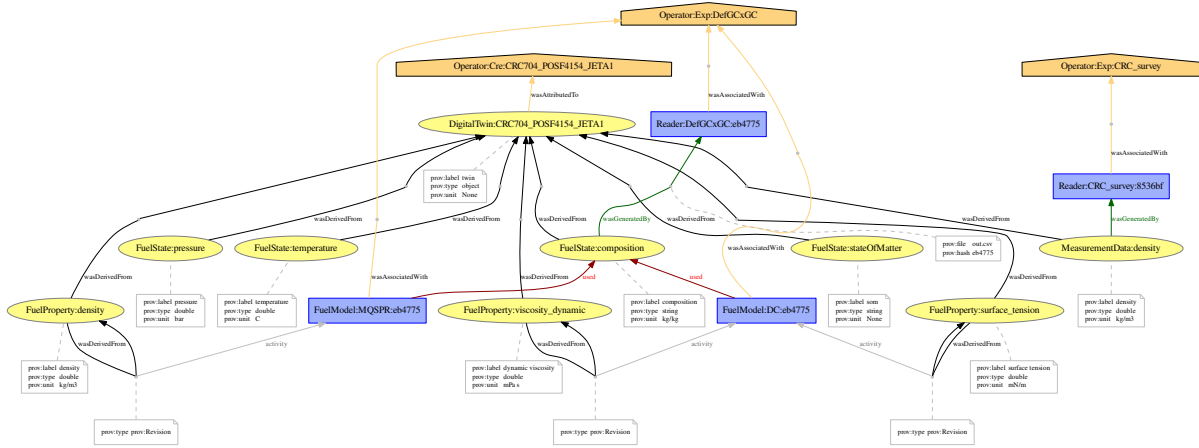 Operator:Exp:DefGCxGC
Operator:Cre:CRC704_POSF4154_JETA1
Operator:Exp:CRC_survey
wasAttributedTo
wasAssociatedWith
DigitalTwin:CRC704_POSF4154_JETA1
Reader:DefGCxGC:eb4775
wasAssociatedWith
prov:label twin
prov:type object
prov:unit None
Reader:CRC_survey:8536bf
wasDerivedFrom
wasDerivedFrom
wasDerivedFrom
wasGeneratedBy
wasDerivedFrom
wasDerivedFrom
wasGeneratedBy
FuelState:pressure
FuelState:temperature
FuelState:composition
wasAssociatedWith
FuelState:stateOfMatter
prov:file out.csv
prov:hash eb4775
MeasurementData:density
wasDerivedFrom
wasAssociatedWith
wasDerivedFrom
used
used
wasDerivedFrom
prov:label pressure
prov:type double
prov:unit bar
prov:label temperature
prov:type double
prov:unit C
prov:label composition
prov:type string
prov:unit kg/kg
prov:label som
prov:type string
prov:unit None
prov:label density
prov:type double
prov:unit kg/m3
FuelProperty:density
FuelModel:MQSPR:eb4775
FuelProperty:viscosity_dynamic
FuelModel:DC:eb4775
FuelProperty:surface_tension
wasDerivedFrom
activity
wasDerivedFrom
activity
activity
wasDerivedFrom
prov:label density
prov:type double
prov:unit kg/m3
prov:label dynamic viscosity
prov:type double
prov:unit mPa s
prov:label surface tension
prov:type double
prov:unit mN/m
prov:type prov:Revision
prov:type prov:Revision
prov:type prov:Revision